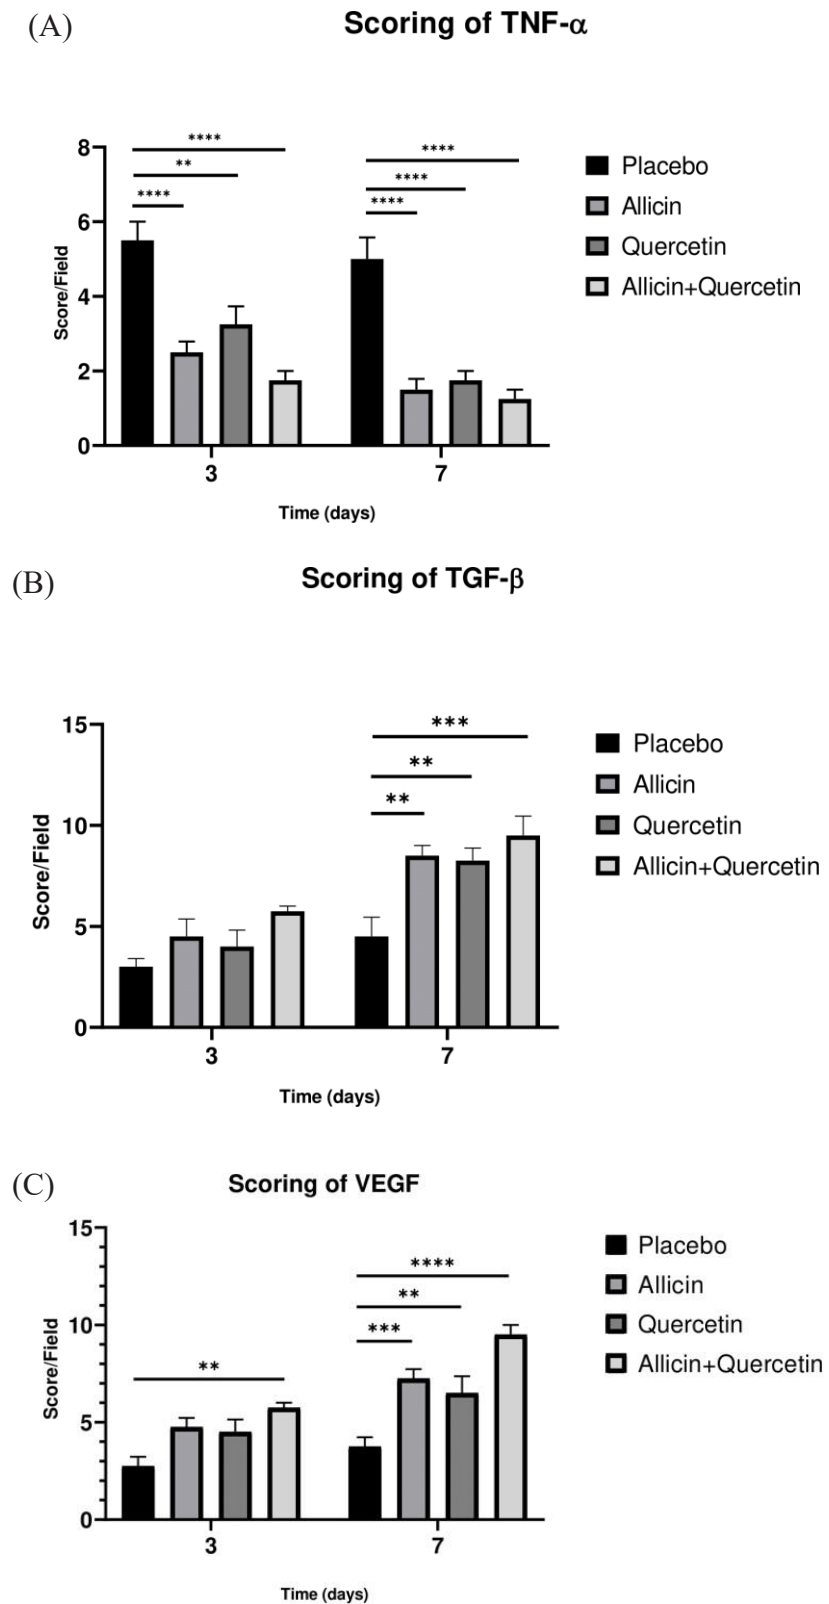 (A)
Scoring of TNF-α
8
6
4
2
0
Score/Field
****
**
****
****
****
****
3
7
Time (days)
Placebo
Allicin
Quercetin
Allicin+Quercetin
(B)
Scoring of TGF-β
15
10
5
0
Score/Field
***
**
**
3
7
Time (days)
Placebo
Allicin
Quercetin
Allicin+Quercetin
(C)
Scoring of VEGF
15
10
5
0
Score/Field
**
****
**
***
3
7
Time (days)
Placebo
Allicin
Quercetin
Allicin+Quercetin